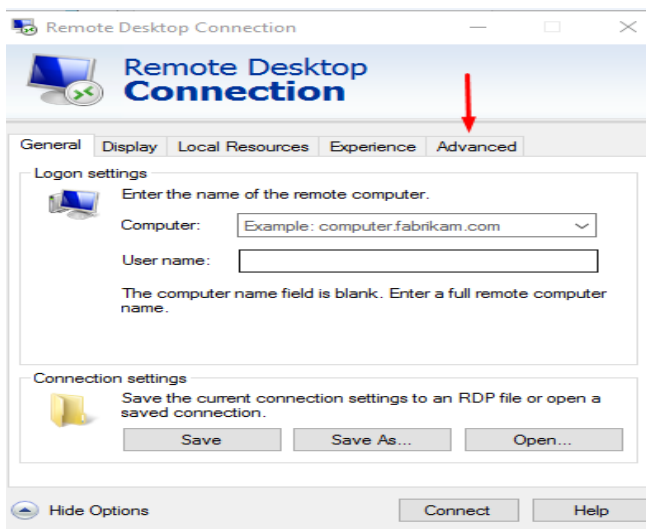 Remote Desktop Connection
Remote Desktop
Connection
General Display Local Resources Experience Advanced
Logon settings
Enter the name of the remote computer.
Computer: Example: computer.fabrikam.com
User name:
The computer name field is blank. Enter a full remote computer
name.
Connection settings
Save the current connection settings to an RDP file or open a
saved connection.
Save Save As... Open...
Hide Options Connect Help